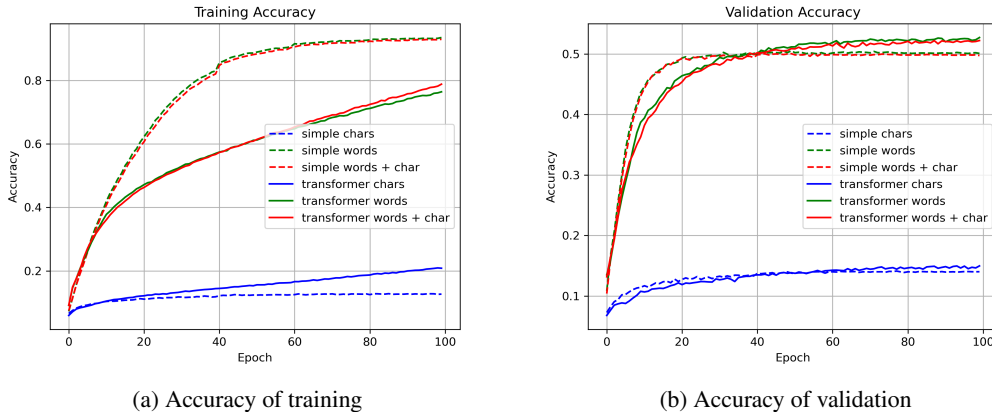 Training Accuracy
Accuracy
0.8
0.6
0.4
0.2
simple chars
simple words
simple words + char
transformer chars
transformer words
transformer words + char
0
20
40
60
80
100
Epoch
(a) Accuracy of training
Validation Accuracy
Accuracy
0.5
0.4
0.3
0.2
0.1
simple chars
simple words
simple words + char
transformer chars
transformer words
transformer words + char
0
20
40
60
80
100
Epoch
(b) Accuracy of validation